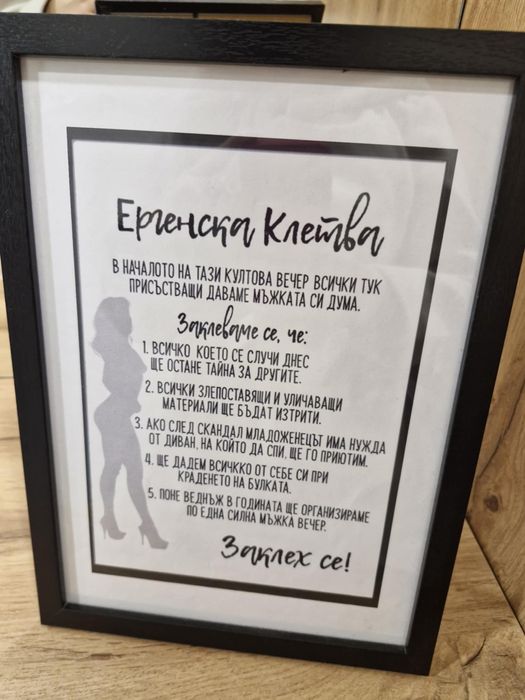 Ергенска Клетва
В НАЧАЛОТО НА ТАЗИ КУЛТОВА ВЕЧЕР ВСИЧКИ ТУК
ПРИСЪСТВАЩИ ДАВАМЕ МЪЖКАТА СИ ДУМА.
Заклеваме се, че:
1. ВСИЧКО КОЕТО СЕ СЛУЧИ ДНЕС
ЩЕ ОСТАНЕ ТАЙНА ЗА ДРУГИТЕ.
2. ВСИЧКИ ЗЛЕПОСТАВЯЩИ И УЛИЧАВАЩИ
МАТЕРИАЛИ ЩЕ БЪДАТ ИЗТРИТИ.
3. АКО СЛЕД СКАНДАЛ МЛАДОЖЕНЕЦЪТ ИМА НУЖДА
ОТ ДИВАН, НА КОЙТО ДА СПИ, ЩЕ ГО ПРИЮТИМ.
4. ЩЕ ДАДЕМ ВСИЧККО ОТ СЕБЕ СИ ПРИ
КРАДЕНЕТО НА БУЛКАТА.
5. ПОНЕ ВЕДНЪЖ В ГОДИНАТА ЩЕ ОРГАНИЗИРАМЕ
ПО ЕДНА СИЛНА МЪЖКА ВЕЧЕР.
Заклех се!